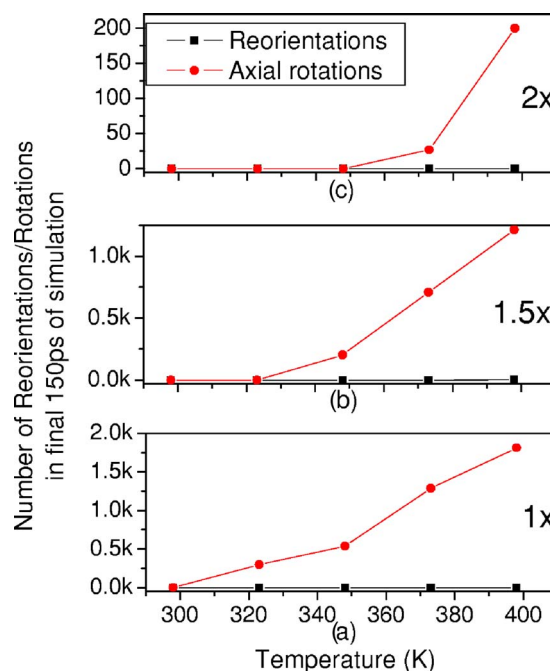 Number of Reorientations/Rotations
in final 150ps of simulation
Reorientations
Axial rotations
200
150
100
50
0
2x
(c)
1.0k
0.5k
0.0k
1.5x
(b)
2.0k
1.5k
1.0k
0.5k
0.0k
1x
300 320 340 360 380 400
(a)
Temperature (K)